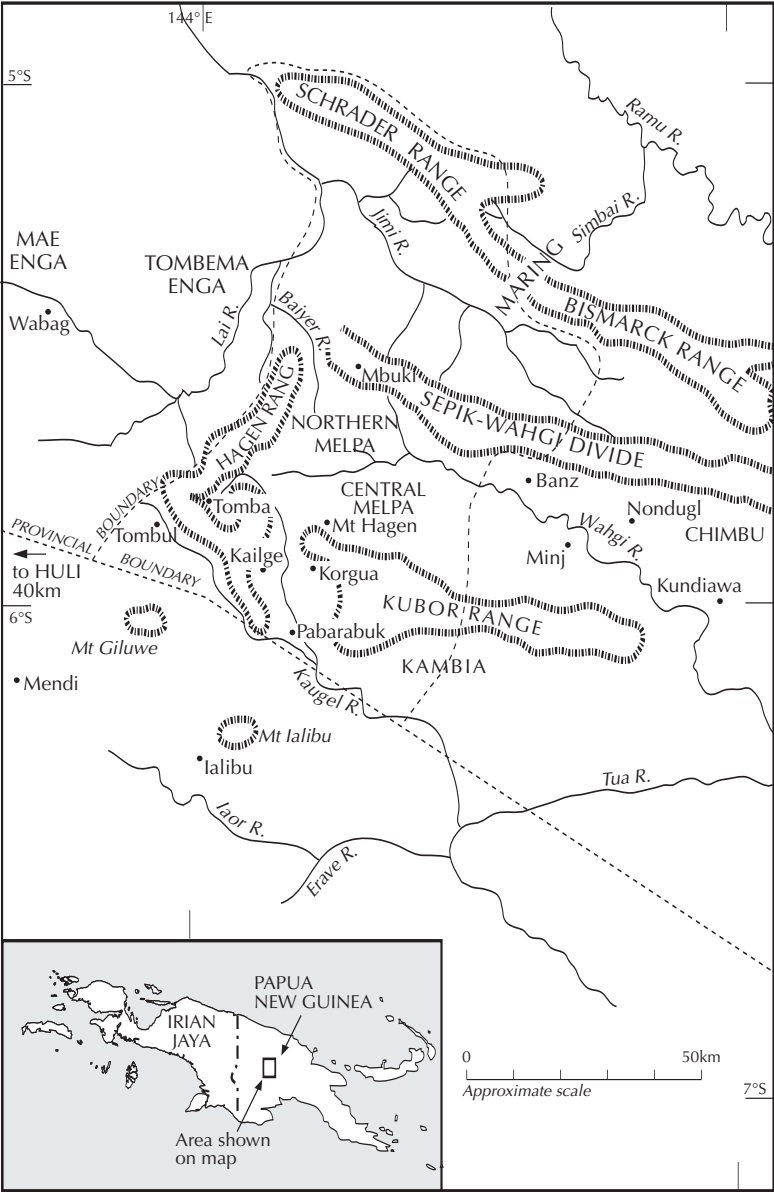 144° E
5°S
SCHRADER RANGE
Ramu R.
Jimi R.
Simbai R.
MAE
ENGA
TOMBEMA
ENGA
MARING
Wabag
Lai R.
Baiyer R.
BISMARCK RANGE
Mbukl
HAGEN RANG
NORTHERN
MELPA
SEPIK-WAHGI DIVIDE
BOUNDARY
CENTRAL
MELPA
Banz
Tomba
Mt Hagen
Nondugl
PROVINCIAL
BOUNDARY
Tombul
Wahgi R.
CHIMBU
to HULI
40km
Kailge
Minj
Korgua
Kundiawa
6°S
KUBOR RANGE
Mt Giluwe
Pabarabuk
KAMBIA
Mendi
Kaugel R.
Mt Ialibu
Ialibu
Tua R.
Iaor R.
Erave R.
PAPUA
NEW GUINEA
IRIAN
JAYA
Area shown
on map
0 50km
Approximate scale
7°S